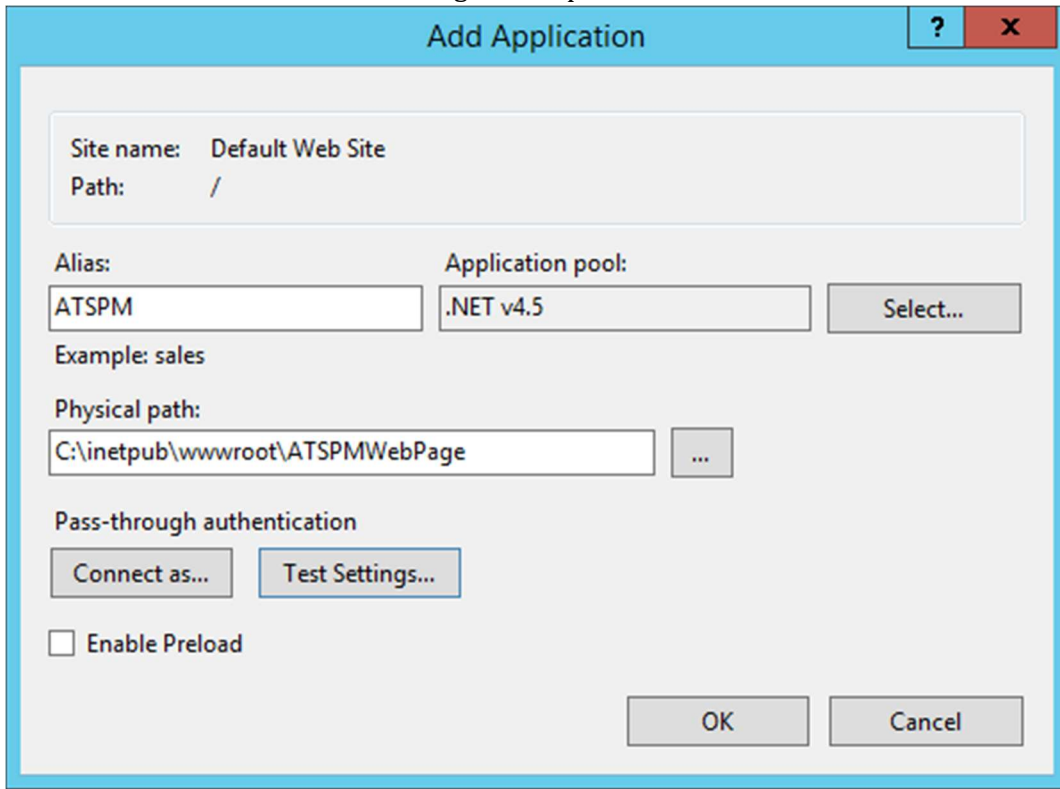 Add Application
?
x
Site name: Default Web Site
Path: /
Alias:
Application pool:
ATSPM
.NET v4.5
Select...
Example: sales
Physical path:
C:\inetpub\wwwroot\ATSPMWebPage
...
Pass-through authentication
Connect as...
Test Settings...
Enable Preload
OK
Cancel